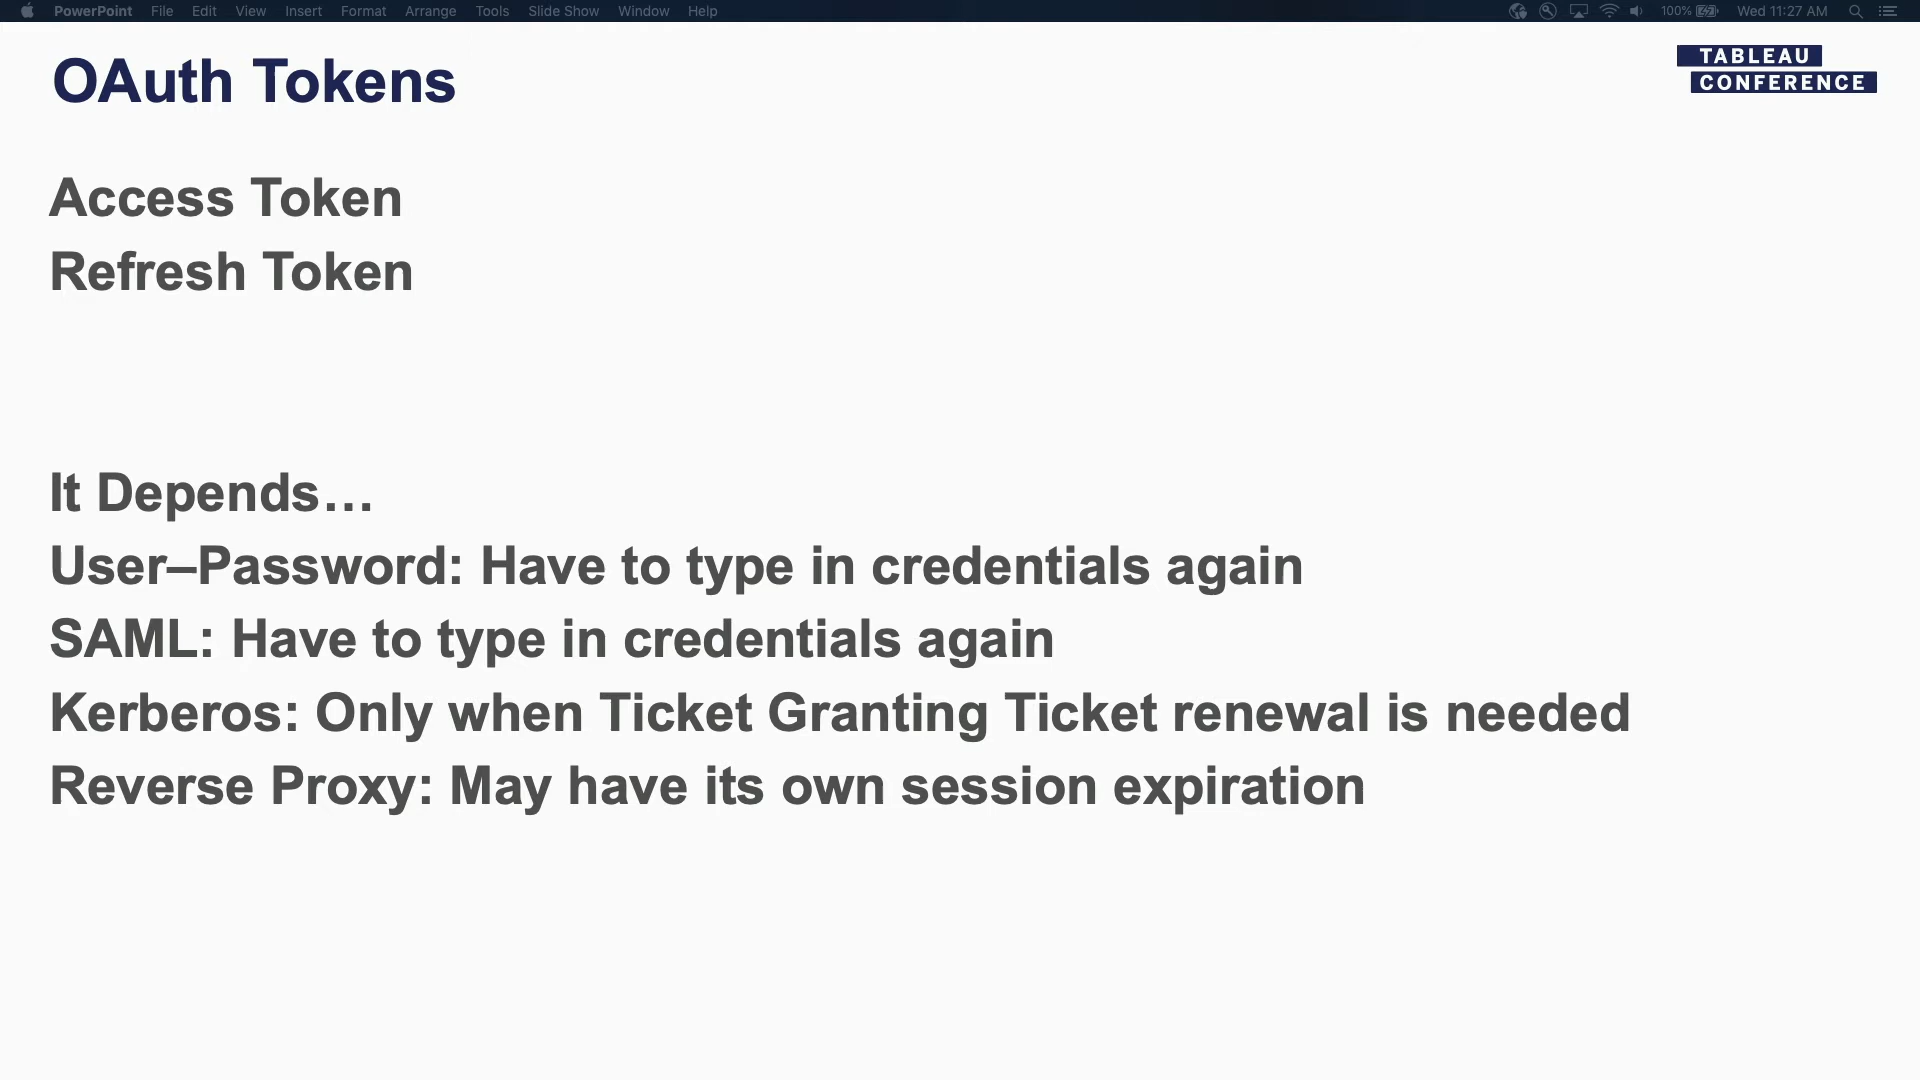 PowerPoint File Edit View Insert Format Arrange Tools Slide Show Window Help 100% Wed 11:27 AM
OAuth Tokens
TABLEAU
CONFERENCE
Access Token
Refresh Token
It Depends…
User–Password: Have to type in credentials again
SAML: Have to type in credentials again
Kerberos: Only when Ticket Granting Ticket renewal is needed
Reverse Proxy: May have its own session expiration